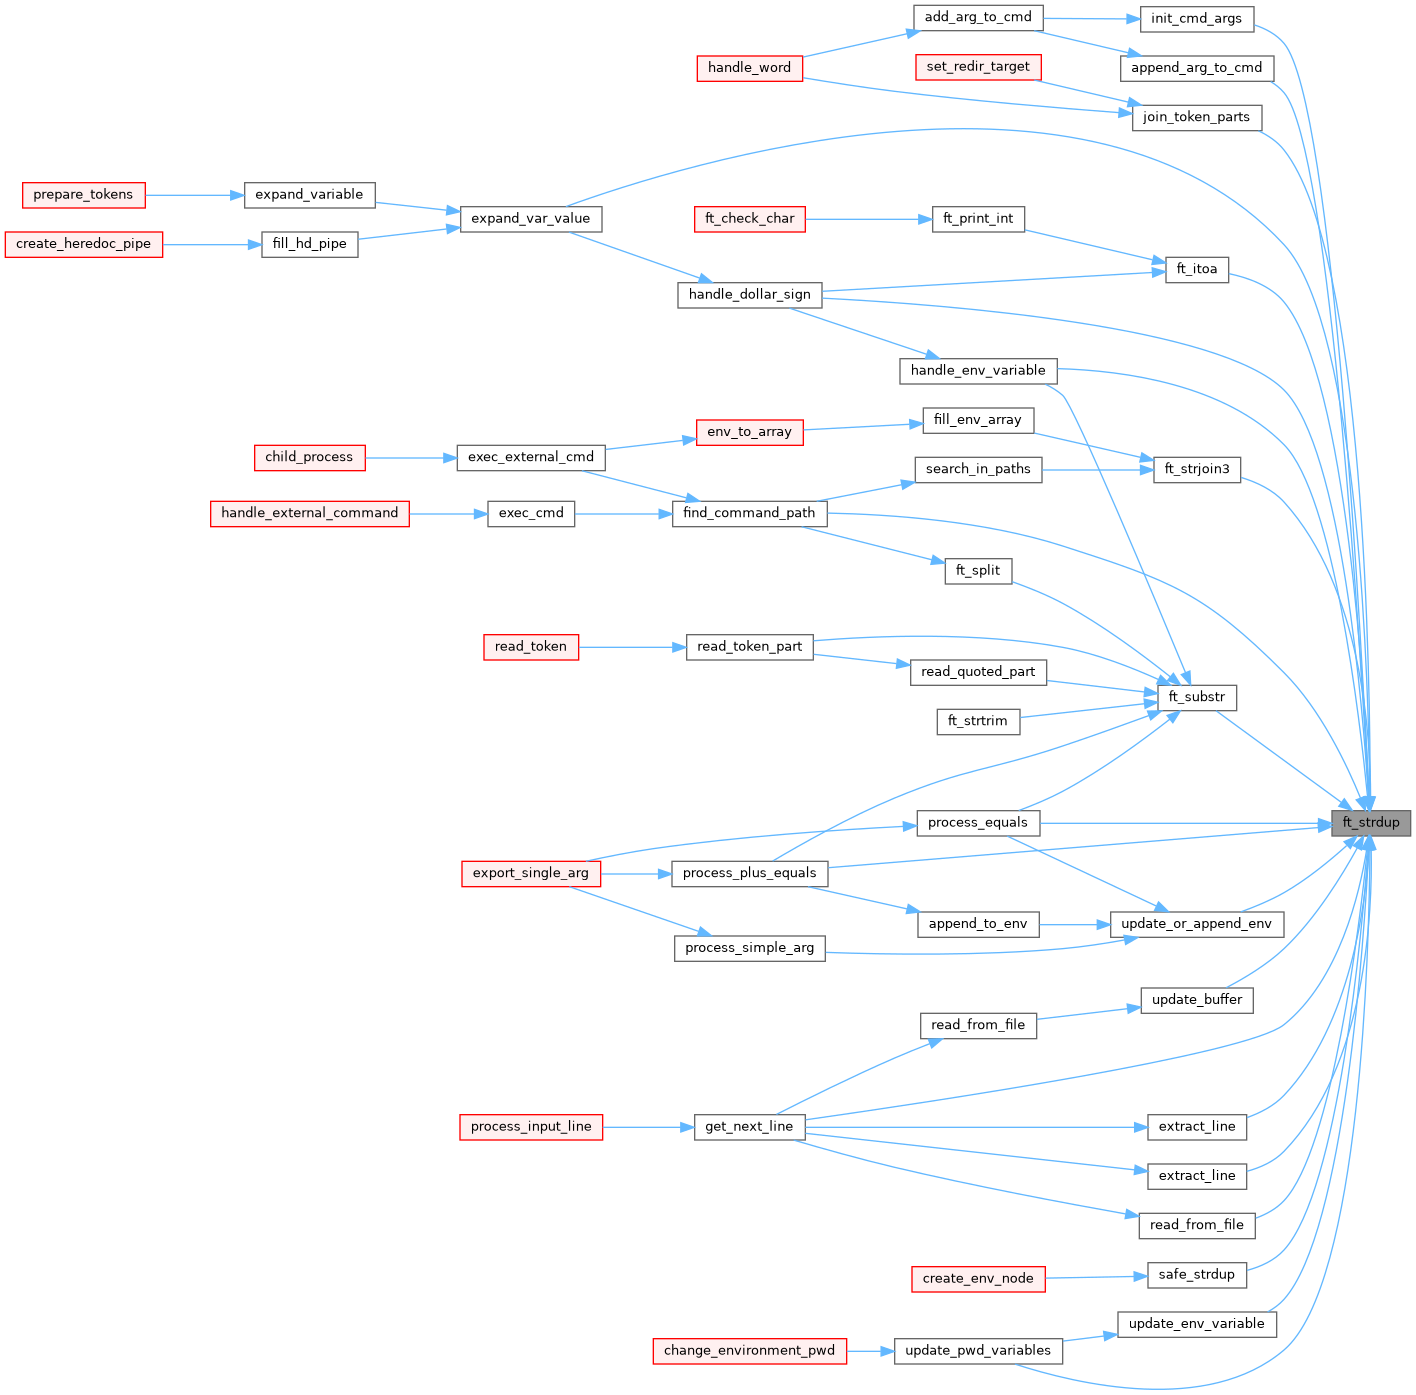 add_arg_to_cmd
init_cmd_args
handle_word
set_redir_target
append_arg_to_cmd
join_token_parts
prepare_tokens
expand_variable
expand_var_value
ft_check_char
ft_print_int
create_heredoc_pipe
fill_hd_pipe
ft_itoa
handle_dollar_sign
handle_env_variable
fill_env_array
env_to_array
child_process
exec_external_cmd
search_in_paths
ft_strjoin3
handle_external_command
exec_cmd
find_command_path
ft_split
read_token
read_token_part
read_quoted_part
ft_substr
ft_strtrim
process_equals
ft_strdup
export_single_arg
process_plus_equals
append_to_env
update_or_append_env
process_simple_arg
update_buffer
read_from_file
process_input_line
get_next_line
extract_line
extract_line
read_from_file
create_env_node
safe_strdup
update_env_variable
change_environment_pwd
update_pwd_variables